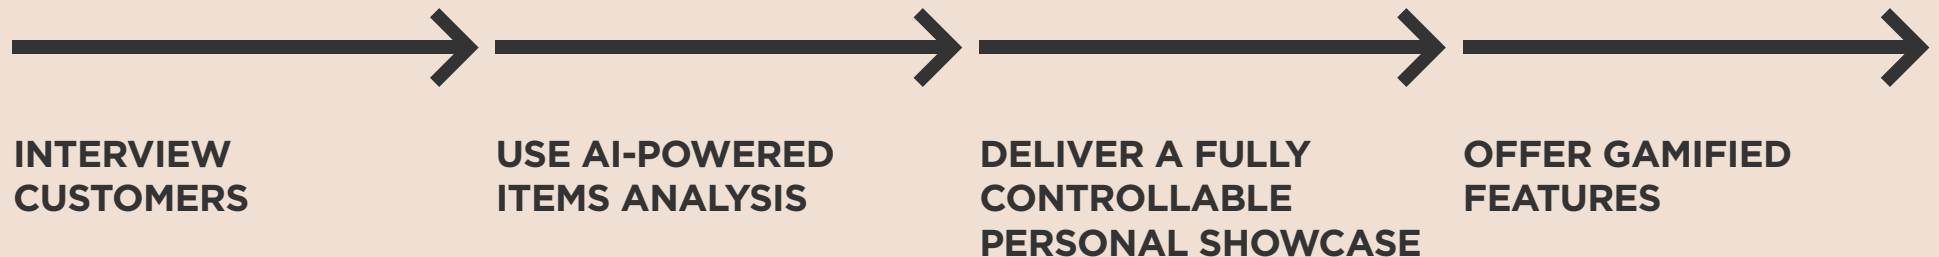 INTERVIEW
CUSTOMERS
USE AI-POWERED
ITEMS ANALYSIS
DELIVER A FULLY
CONTROLLABLE
PERSONAL SHOWCASE
OFFER GAMIFIED
FEATURES